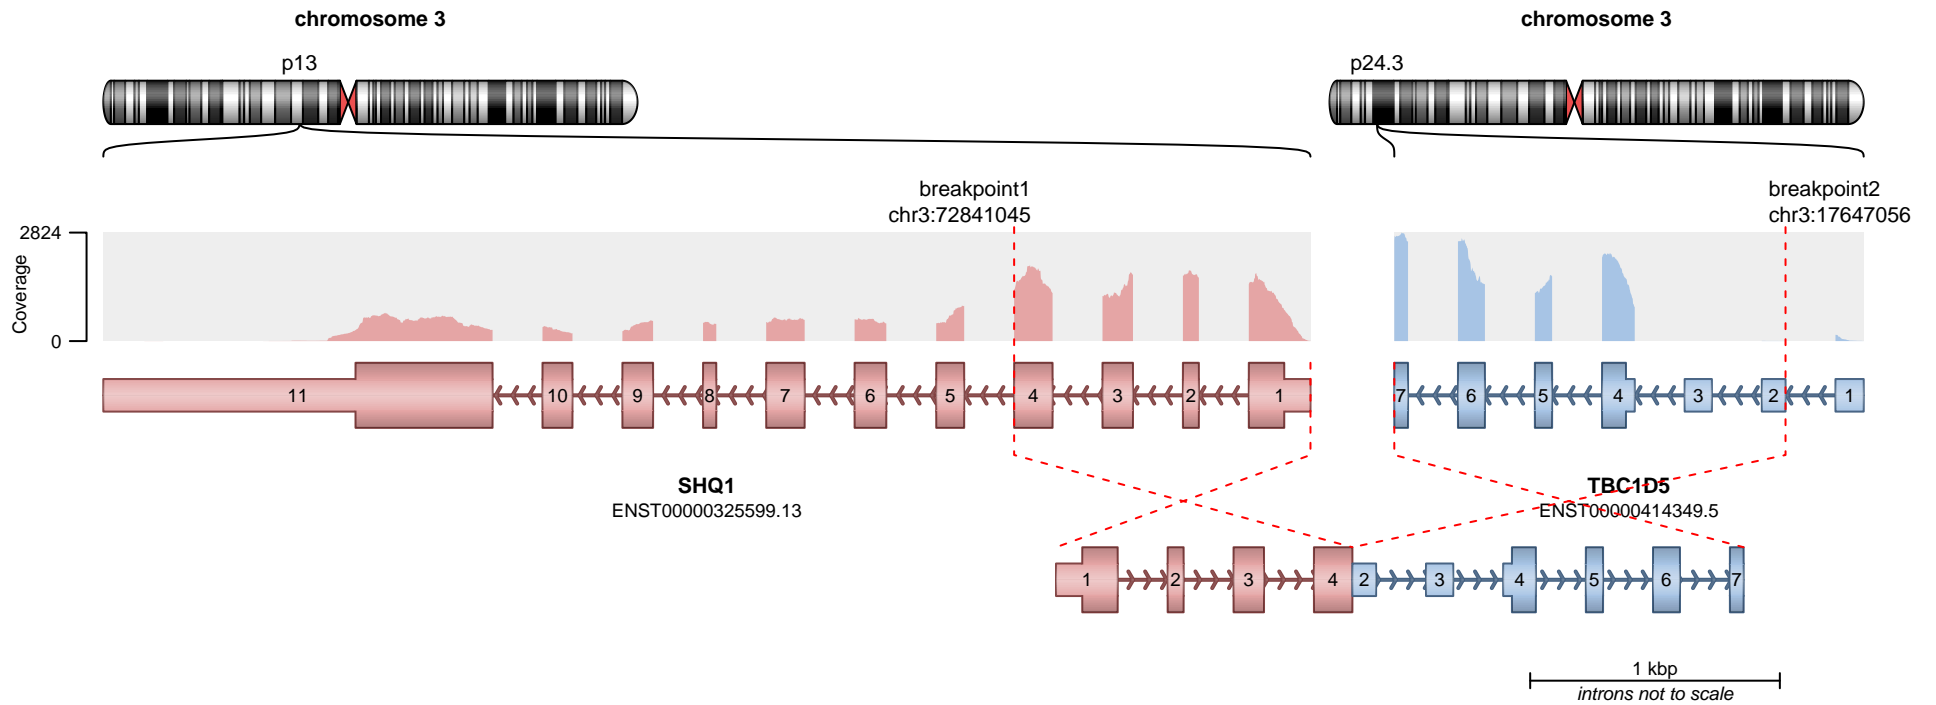 chromosome 3
chromosome 3
p13
p24.3
breakpoint1
chr3:72841045
breakpoint2
chr3:17647056
2824
0
Coverage
11 10 9 8 7 6 5 4 3 2 1
7 6 5 4 3 2 1
SHQ1
ENST00000325599.13
TBC1D5
ENST00000414349.5
1 2 3 4 2 3 4 5 6 7
1 kbp
introns not to scale